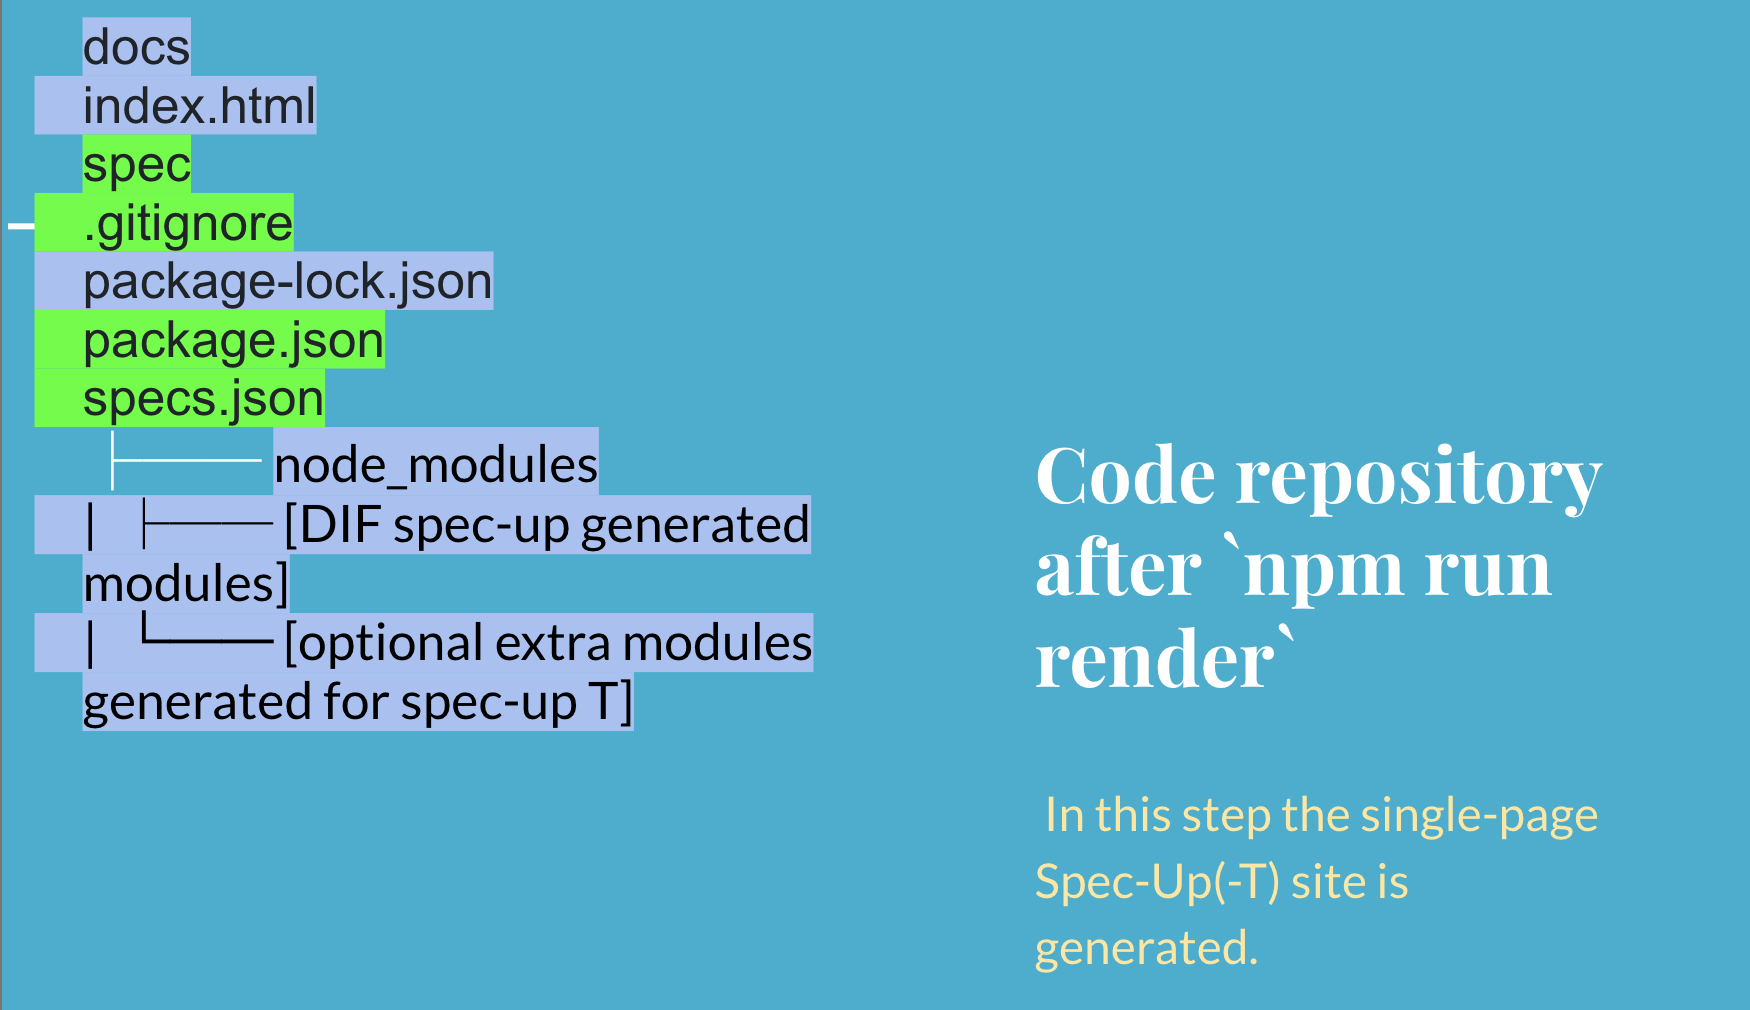 docs
index.html
spec
.gitignore
package-lock.json
package.json
specs.json
├──── node_modules
│ ├──── [DIF spec-up generated
modules]
│ └──── [optional extra modules
generated for spec-up T]
Code repository
after `npm run
render`
In this step the single-page
Spec-Up(-T) site is
generated.